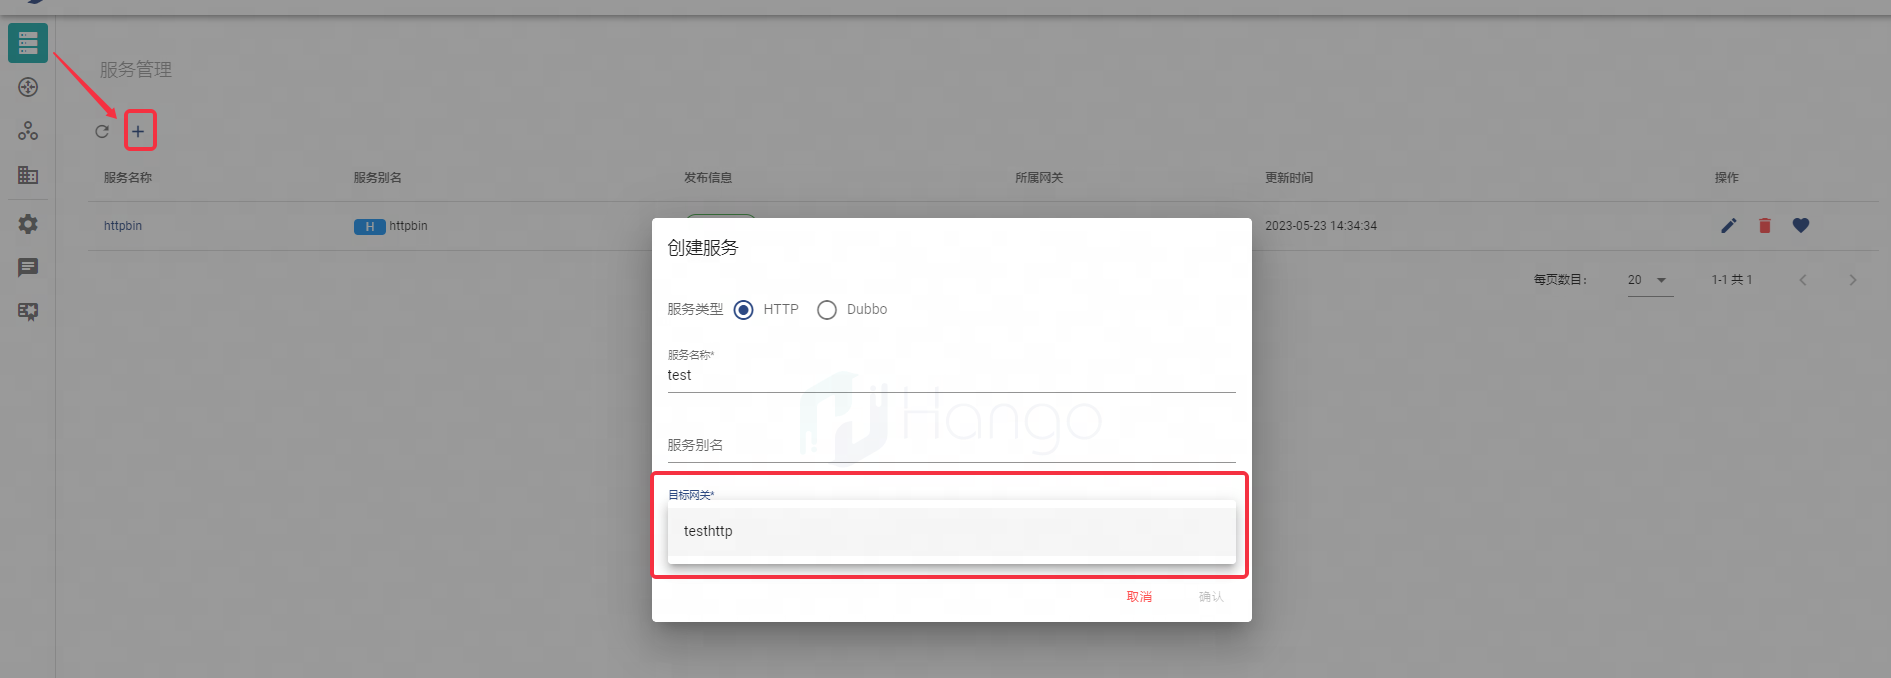 服务管理
服务名称 服务别名 发布信息 所属网关 更新时间 操作
httpbin H httpbin 2023-05-23 14:34:34
每页数目： 20 1-1 共 1
创建服务
服务类型 HTTP Dubbo
服务名称*
test
Hango
服务别名
目标网关*
testhttp
取消 确认